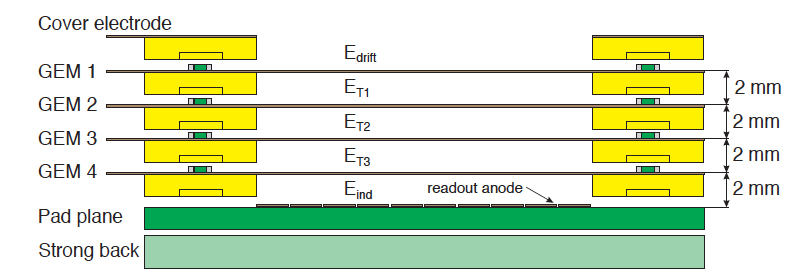 Cover electrode
E_drift
GEM 1
E_T1
2 mm
GEM 2
E_T2
2 mm
GEM 3
E_T3
2 mm
GEM 4
E_ind
readout anode
2 mm
Pad plane
Strong back